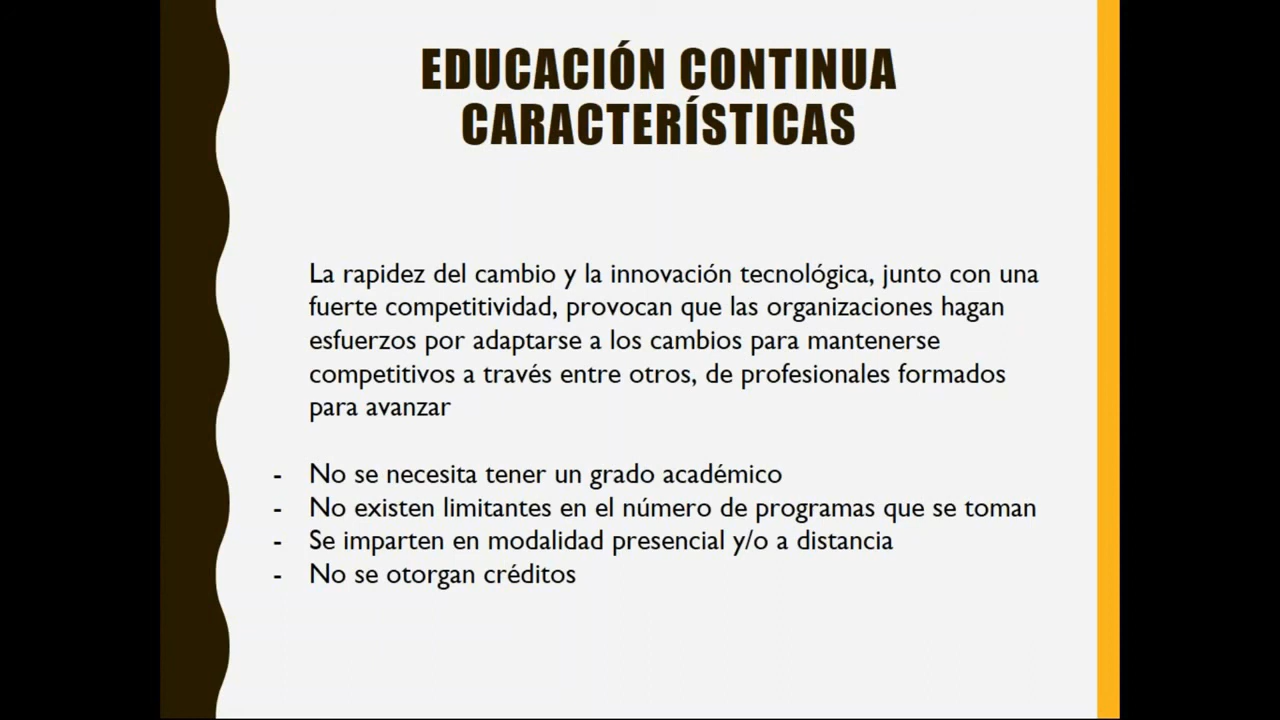 EDUCACIÓN CONTINUA
CARACTERÍSTICAS
La rapidez del cambio y la innovación tecnológica, junto con una
fuerte competitividad, provocan que las organizaciones hagan
esfuerzos por adaptarse a los cambios para mantenerse
competitivos a través entre otros, de profesionales formados
para avanzar
- No se necesita tener un grado académico
- No existen limitantes en el número de programas que se toman
- Se imparten en modalidad presencial y/o a distancia
- No se otorgan créditos